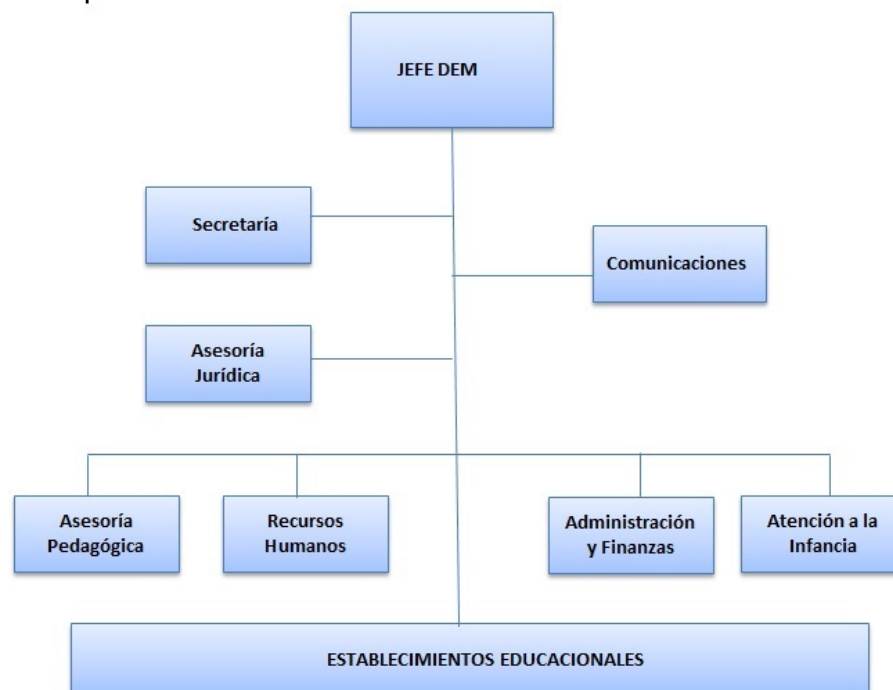 JEFE DEM
Secretaría
Comunicaciones
Asesoría
Jurídica
Asesoría
Pedagógica
Recursos
Humanos
Administración
y Finanzas
Atención a la
Infancia
ESTABLECIMIENTOS EDUCACIONALES